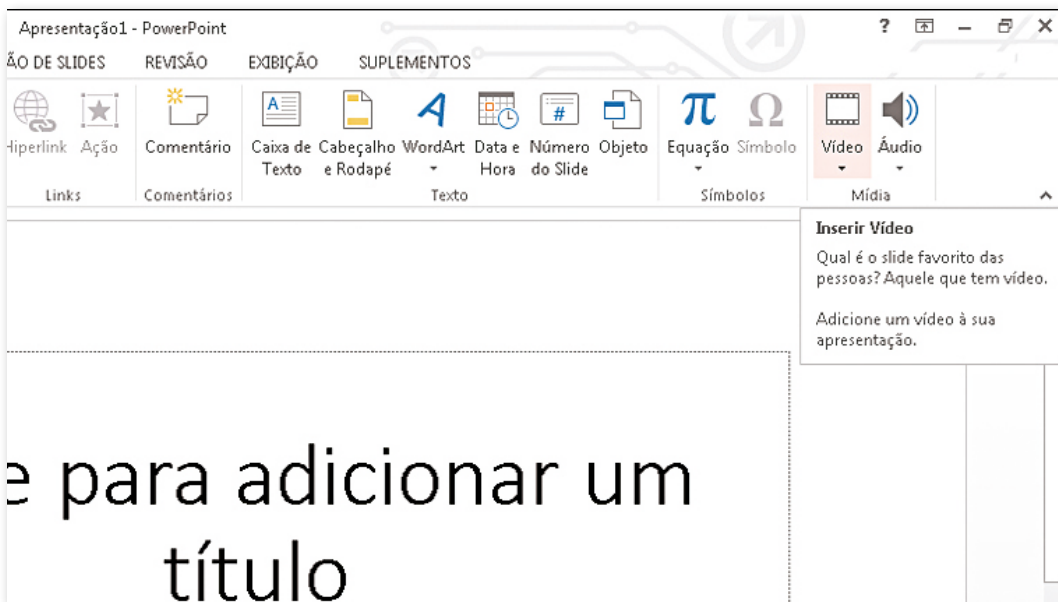 Apresentação1 - PowerPoint
?
ÃO DE SLIDES REVISÃO EXIBIÇÃO SUPLEMENTOS
Hiperlink Ação Comentário Caixa de Texto Cabeçalho e Rodapé WordArt Data e Hora Número do Slide Objeto Equação Símbolo Vídeo Áudio
Links Comentários Texto Símbolos Mídia
Inserir Vídeo
Qual é o slide favorito das
pessoas? Aquele que tem vídeo.
Adicione um vídeo à sua
apresentação.
e para adicionar um
título